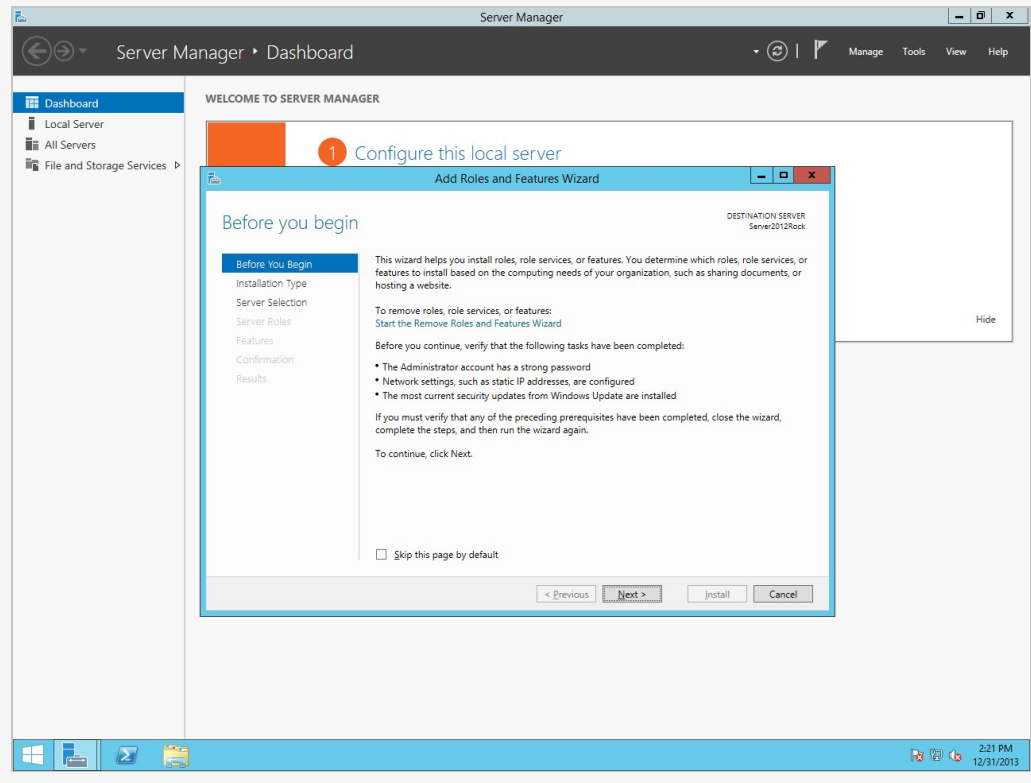 Server Manager
Server Manager • Dashboard
Manage Tools View Help
Dashboard
Local Server
All Servers
File and Storage Services
WELCOME TO SERVER MANAGER
1 Configure this local server
Hide
Add Roles and Features Wizard
Before you begin
DESTINATION SERVER
Server2012Rock
Before You Begin
Installation Type
Server Selection
Server Roles
Features
Confirmation
Results
This wizard helps you install roles, role services, or features. You determine which roles, role services, or
features to install based on the computing needs of your organization, such as sharing documents, or
hosting a website.
To remove roles, role services, or features:
Start the Remove Roles and Features Wizard
Before you continue, verify that the following tasks have been completed:
• The Administrator account has a strong password
• Network settings, such as static IP addresses, are configured
• The most current security updates from Windows Update are installed
If you must verify that any of the preceding prerequisites have been completed, close the wizard,
complete the steps, and then run the wizard again.
To continue, click Next.
Skip this page by default
< Previous Next > Install Cancel
2:21 PM
12/31/2013